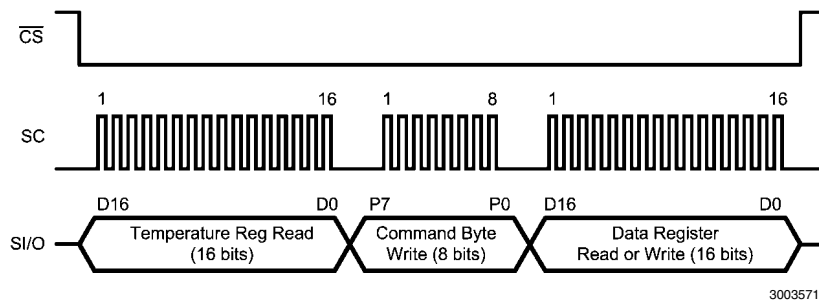 CS
1 16 1 8 1 16
SC
D16 D0 P7 P0 D16 D0
SI/O
Temperature Reg Read
(16 bits)
Command Byte
Write (8 bits)
Data Register
Read or Write (16 bits)
3003571